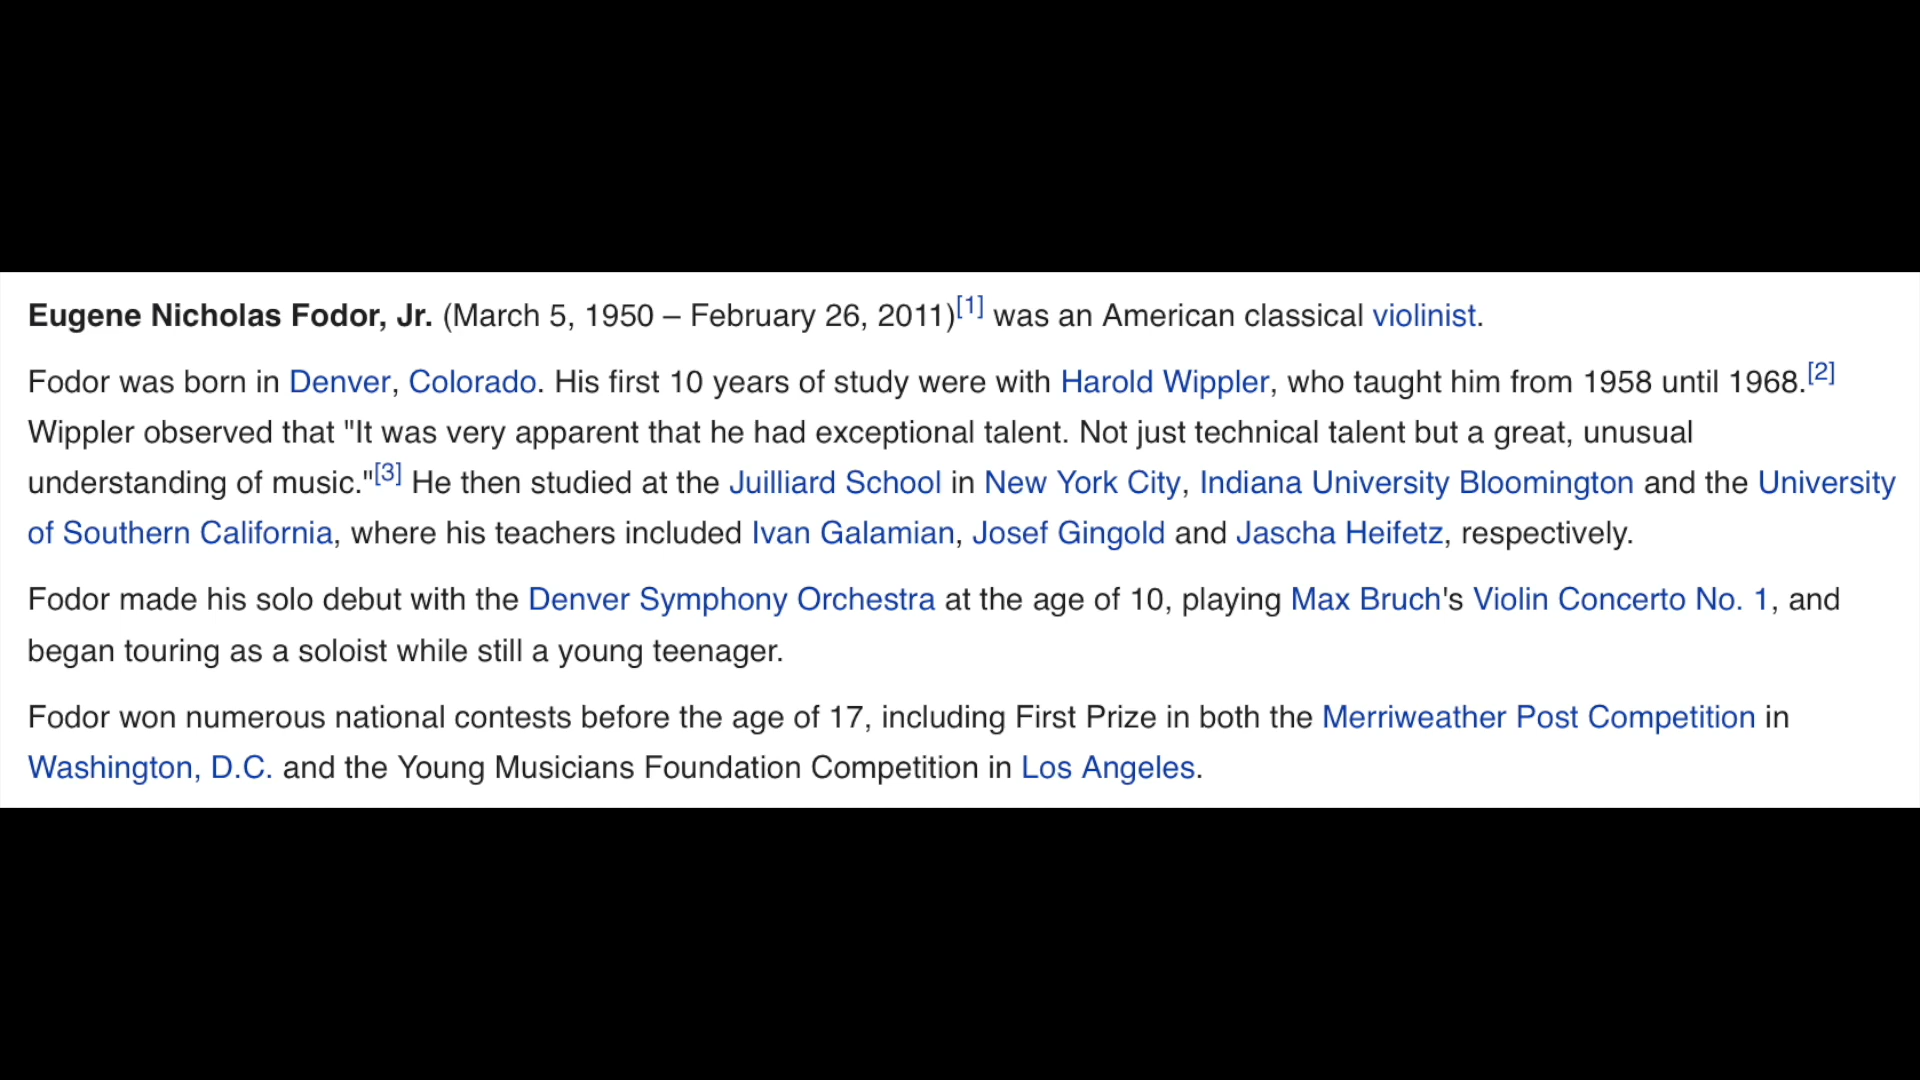 Eugene Nicholas Fodor, Jr. (March 5, 1950 – February 26, 2011)[1] was an American classical violinist.
Fodor was born in Denver, Colorado. His first 10 years of study were with Harold Wippler, who taught him from 1958 until 1968.[2]
Wippler observed that "It was very apparent that he had exceptional talent. Not just technical talent but a great, unusual
understanding of music."[3] He then studied at the Juilliard School in New York City, Indiana University Bloomington and the University
of Southern California, where his teachers included Ivan Galamian, Josef Gingold and Jascha Heifetz, respectively.
Fodor made his solo debut with the Denver Symphony Orchestra at the age of 10, playing Max Bruch's Violin Concerto No. 1, and
began touring as a soloist while still a young teenager.
Fodor won numerous national contests before the age of 17, including First Prize in both the Merriweather Post Competition in
Washington, D.C. and the Young Musicians Foundation Competition in Los Angeles.